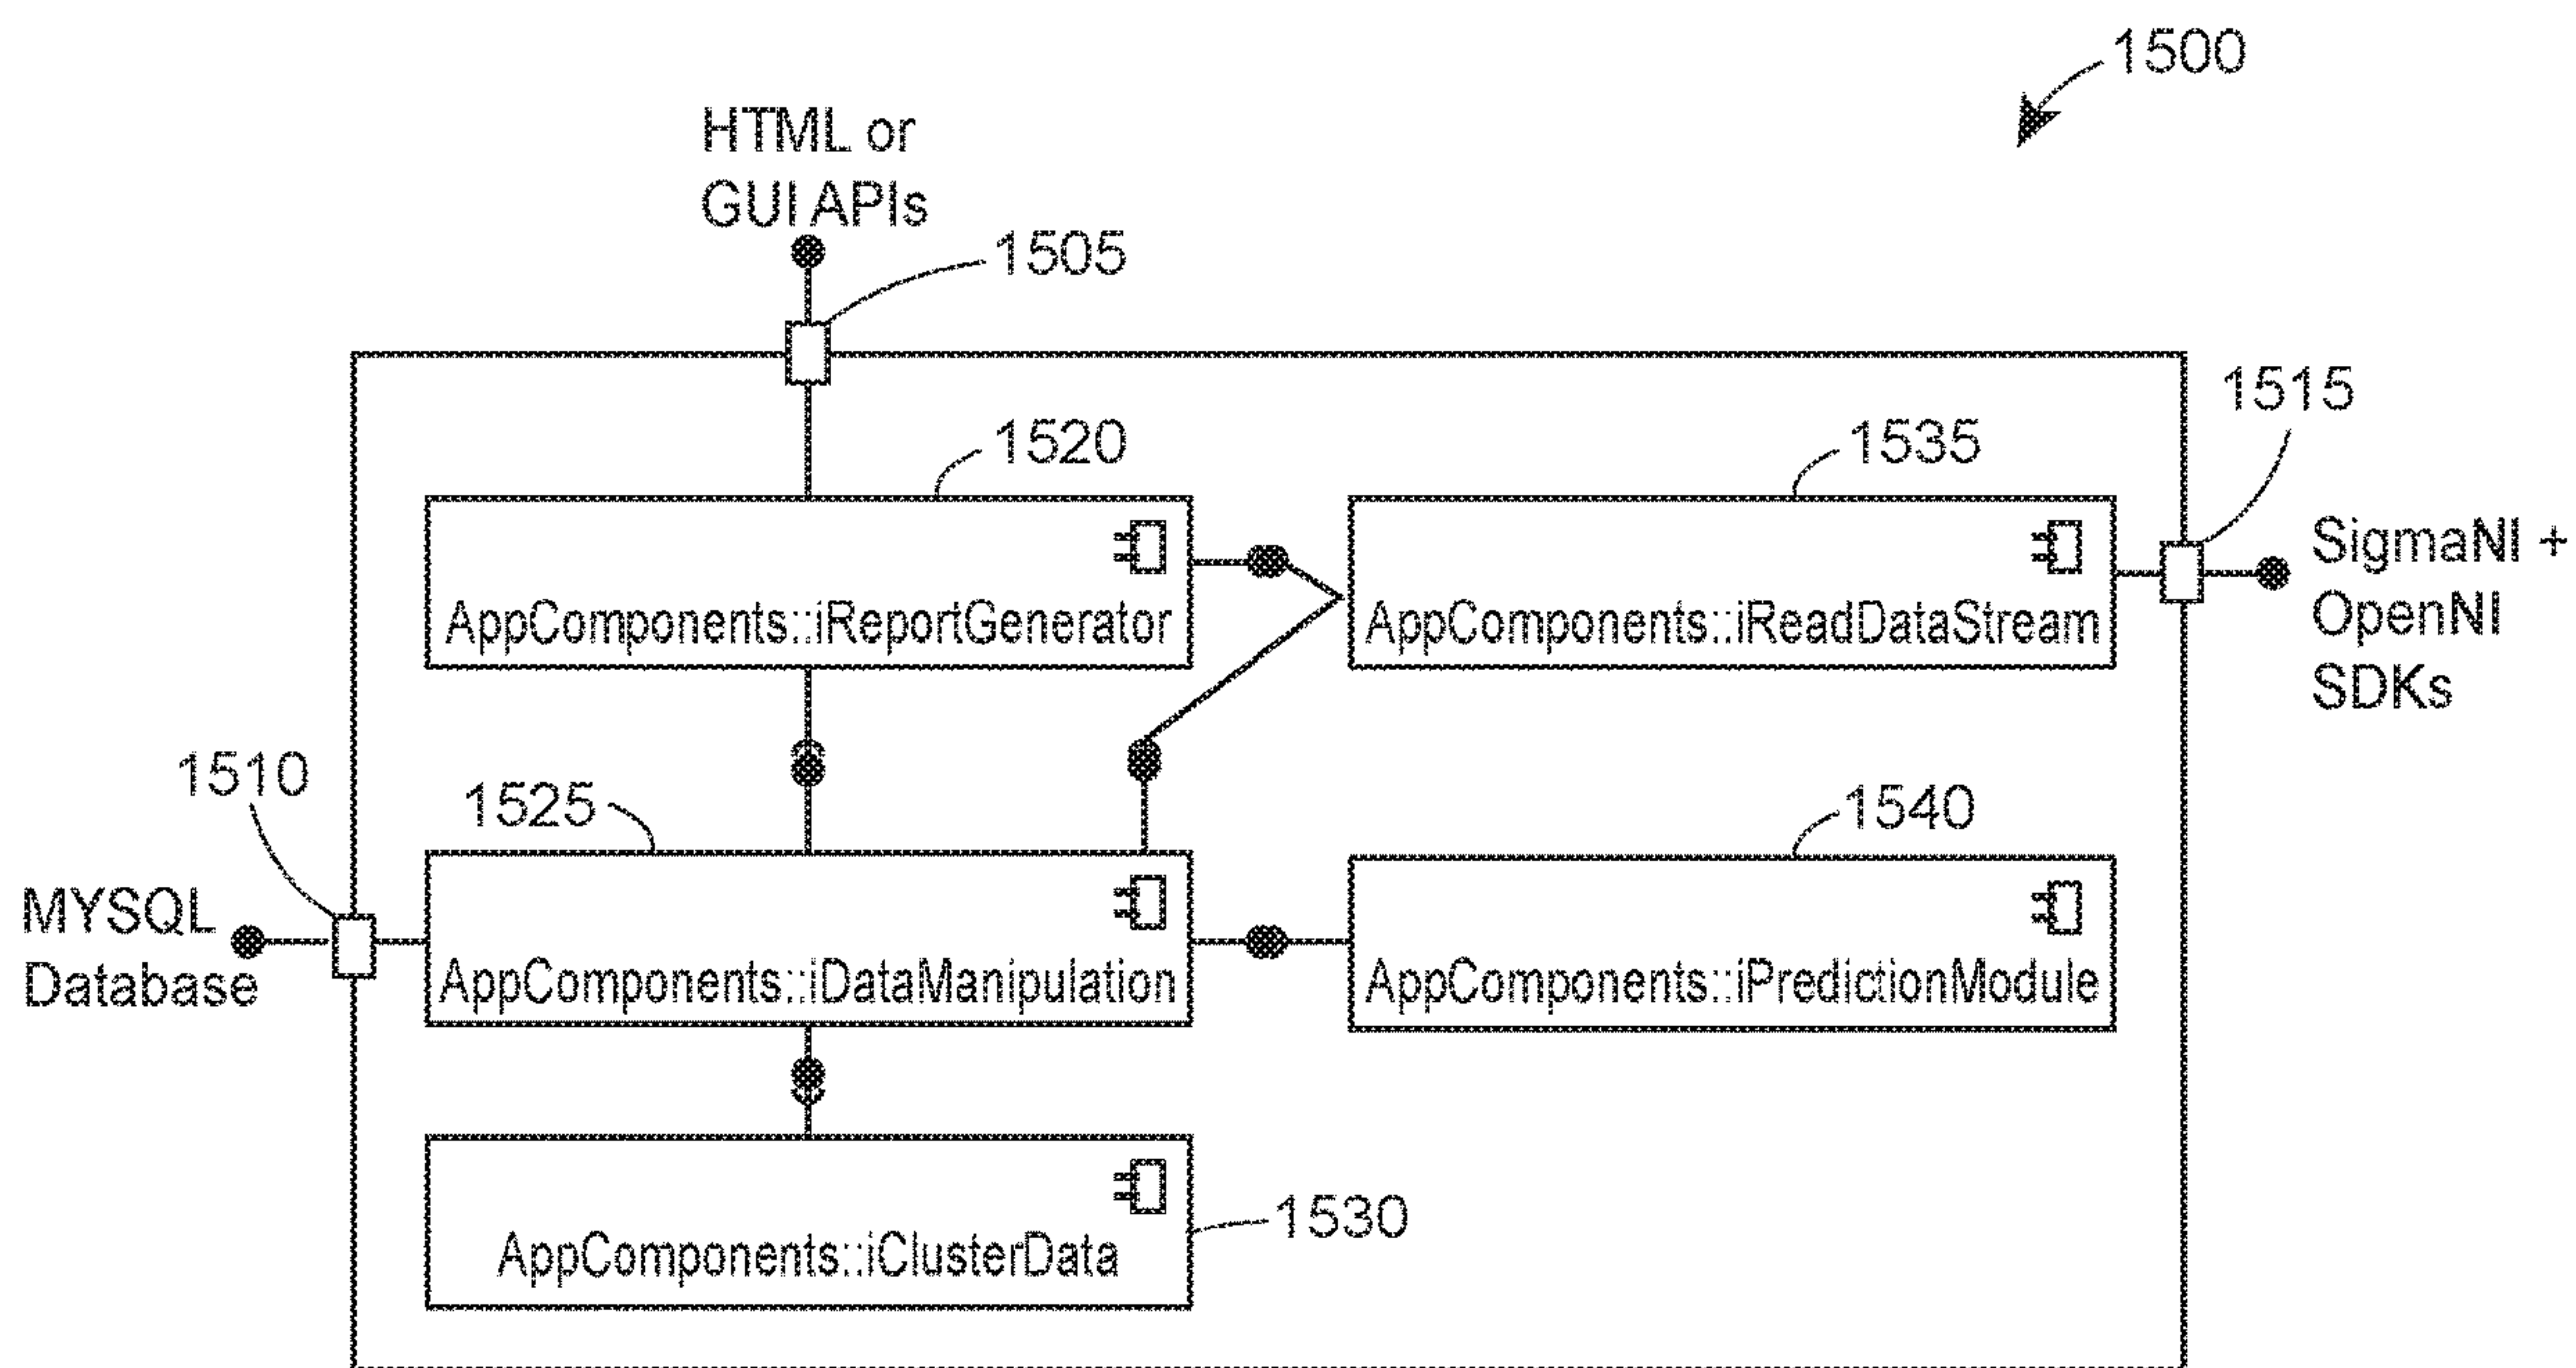 1500
HTML or
GUI APIs
1505
1515
1520
1535
AppComponents::iReportGenerator
AppComponents::iReadDataStream
SigmaNI +
OpenNI
SDKs
1510
1525
1540
MYSQL
Database
AppComponents::iDataManipulation
AppComponents::iPredictionModule
AppComponents::iClusterData
1530